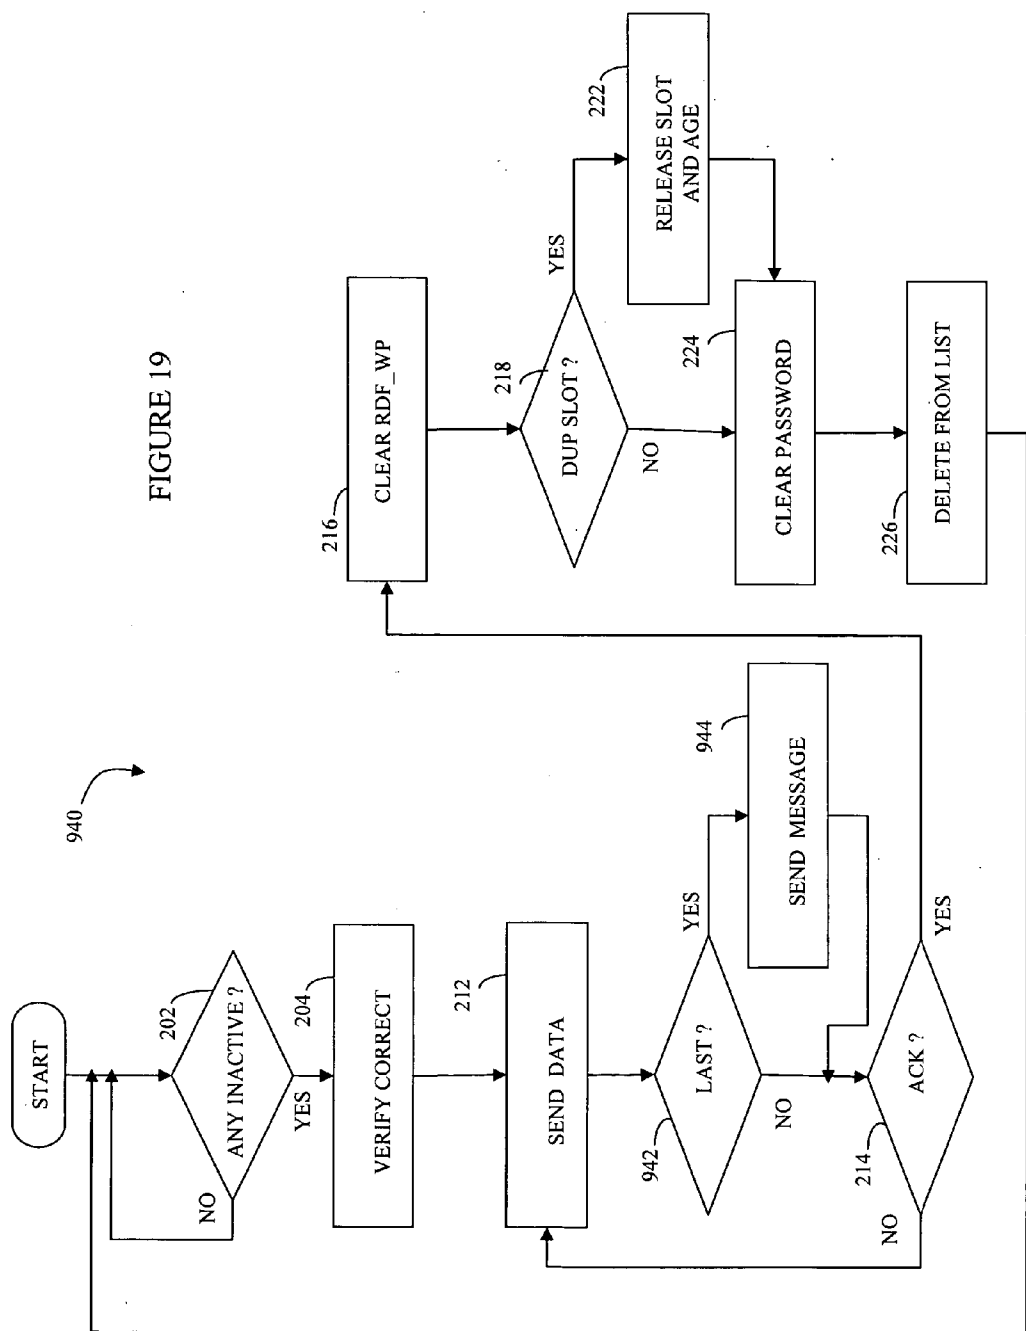 FIGURE 19
940
START
ANY INACTIVE ?
202
NO
YES
VERIFY CORRECT
204
SEND DATA
212
LAST ?
942
YES
NO
SEND MESSAGE
944
ACK ?
214
NO
YES
CLEAR RDF_WP
216
DUP SLOT ?
218
YES
NO
RELEASE SLOT
AND AGE
222
CLEAR PASSWORD
224
DELETE FROM LIST
226